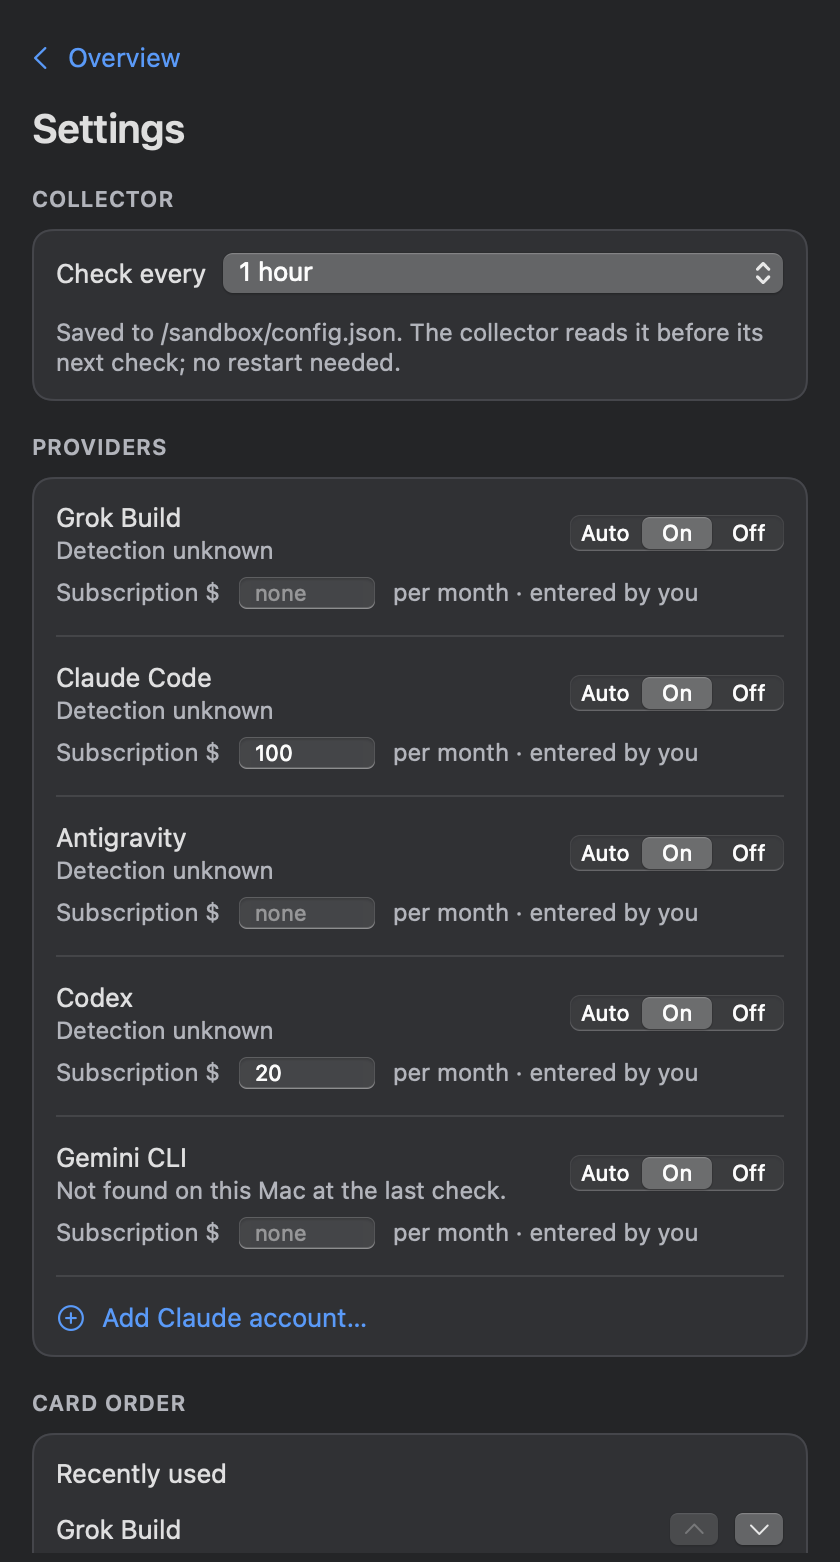 Overview
Settings
COLLECTOR
Check every 1 hour
Saved to /sandbox/config.json. The collector reads it before its
next check; no restart needed.
PROVIDERS
Grok Build
Auto On Off
Detection unknown
Subscription $ none per month · entered by you
Claude Code
Auto On Off
Detection unknown
Subscription $ 100 per month · entered by you
Antigravity
Auto On Off
Detection unknown
Subscription $ none per month · entered by you
Codex
Auto On Off
Detection unknown
Subscription $ 20 per month · entered by you
Gemini CLI
Auto On Off
Not found on this Mac at the last check.
Subscription $ none per month · entered by you
Add Claude account...
CARD ORDER
Recently used
Grok Build